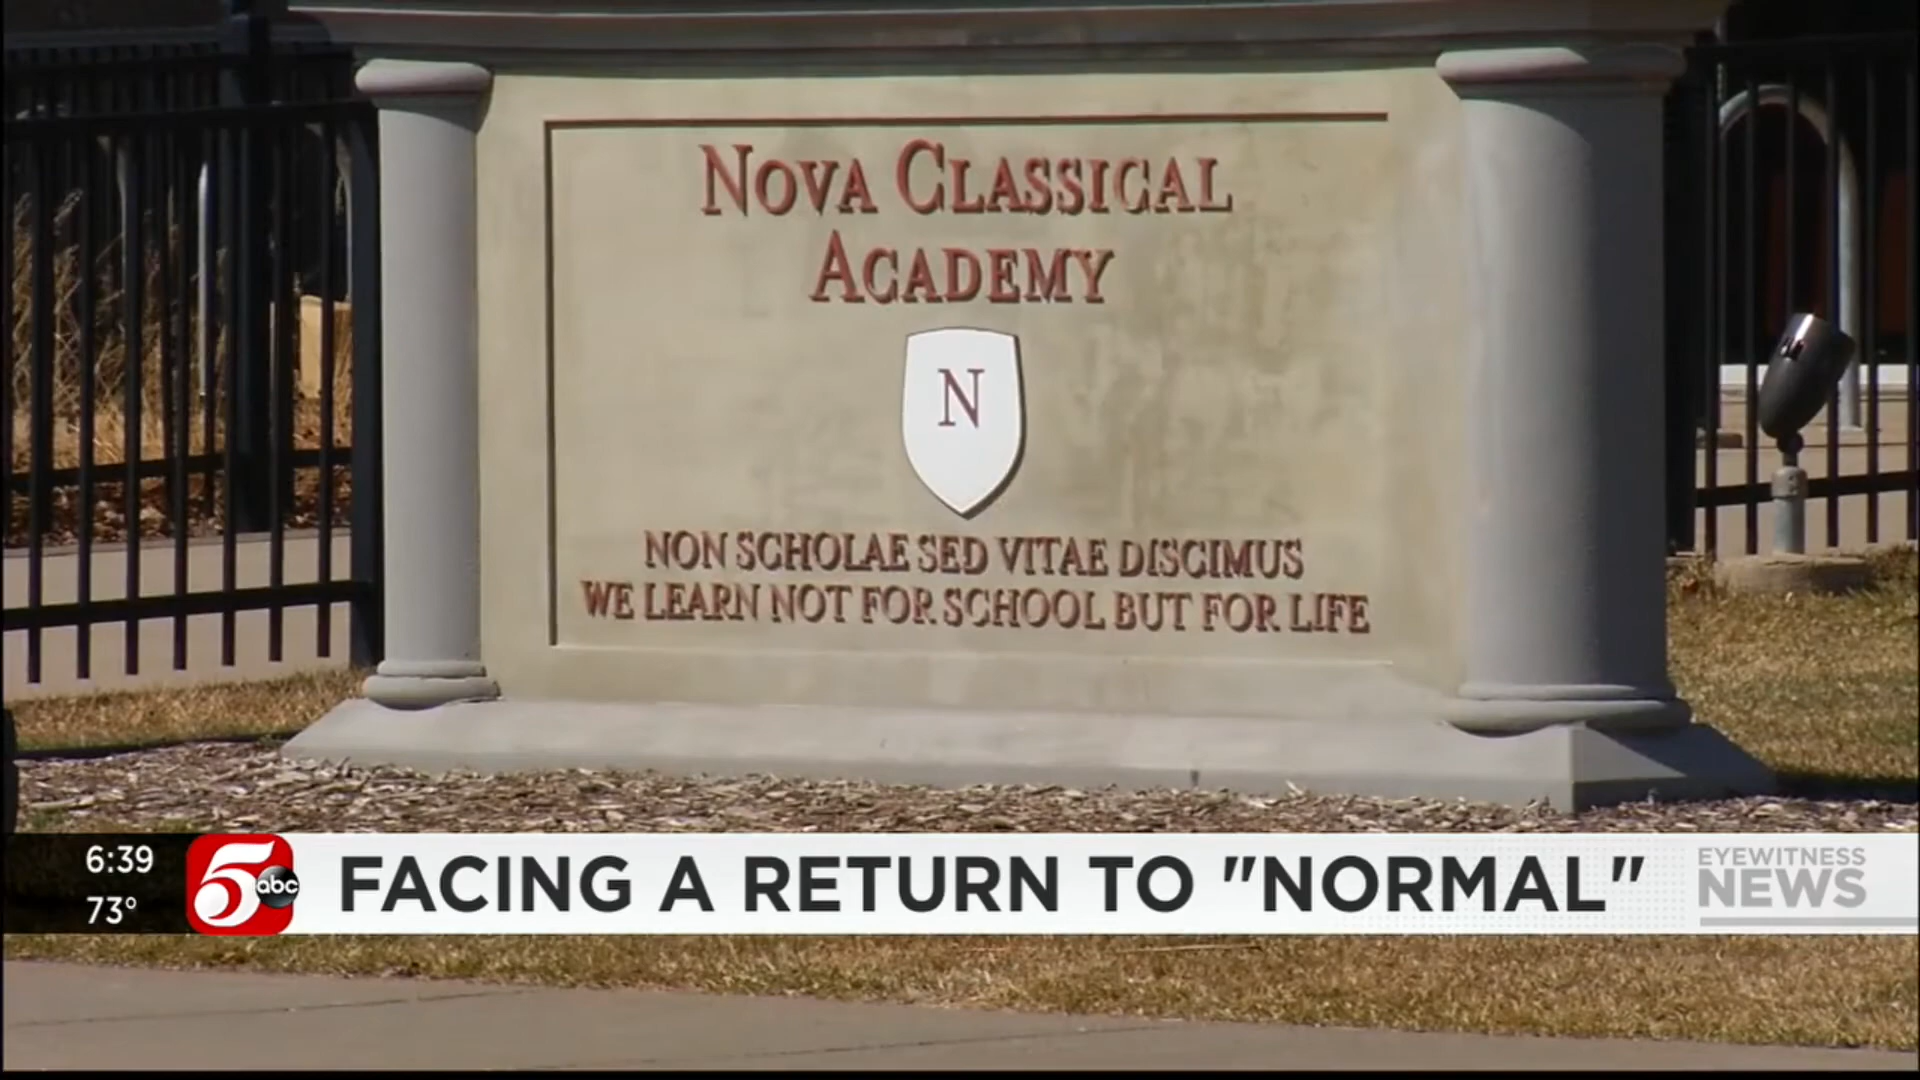 NOVA CLASSICAL
ACADEMY
N
NON SCHOLAE SED VITAE DISCIMUS
WE LEARN NOT FOR SCHOOL BUT FOR LIFE
6:39
73°
5 abc
FACING A RETURN TO "NORMAL"
EYEWITNESS
NEWS